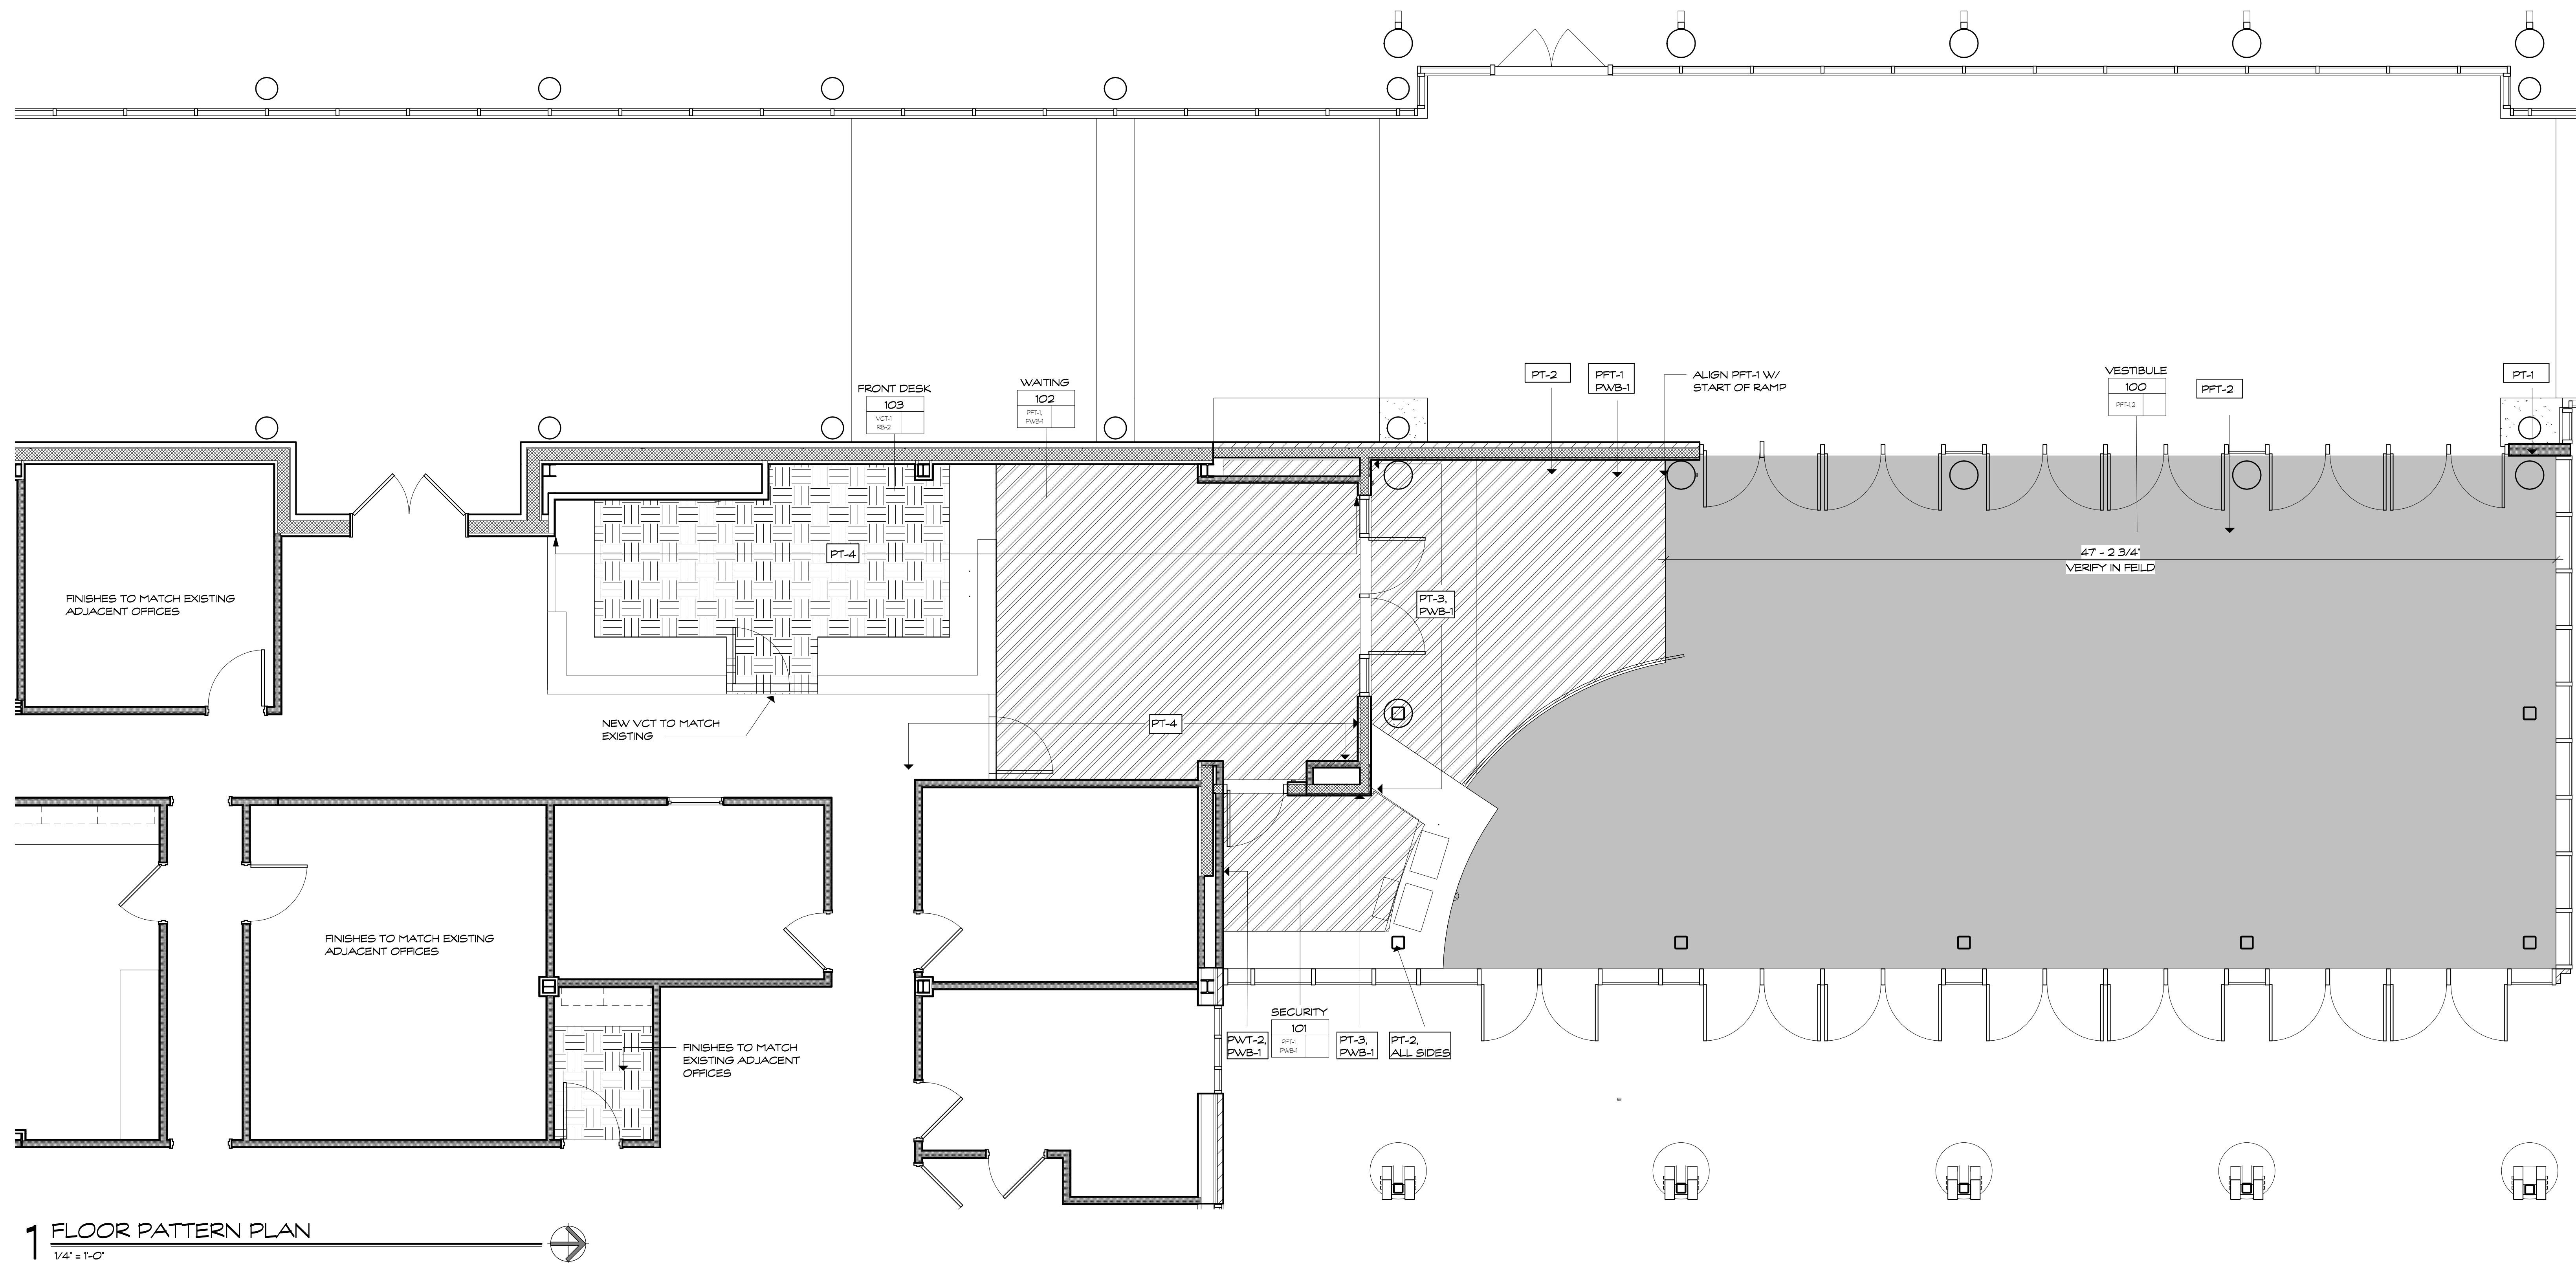 PT-2
PFT-1
PWB-1
ALIGN PFT-1 W/
START OF RAMP
VESTIBULE
100
PFT-1,2
PFT-2
PT-1
FRONT DESK
103
VCT-1
RB-2
WAITING
102
PFT-1,
PWB-1
PT-4
47 - 2 3/4"
VERIFY IN FEILD
FINISHES TO MATCH EXISTING
ADJACENT OFFICES
PT-3,
PWB-1
NEW VCT TO MATCH
EXISTING
PT-4
FINISHES TO MATCH EXISTING
ADJACENT OFFICES
FINISHES TO MATCH
EXISTING ADJACENT
OFFICES
PWT-2,
PWB-1
SECURITY
101
PFT-1
PWB-1
PT-3,
PWB-1
PT-2,
ALL SIDES
1
FLOOR PATTERN PLAN
1/4" = 1'-0"